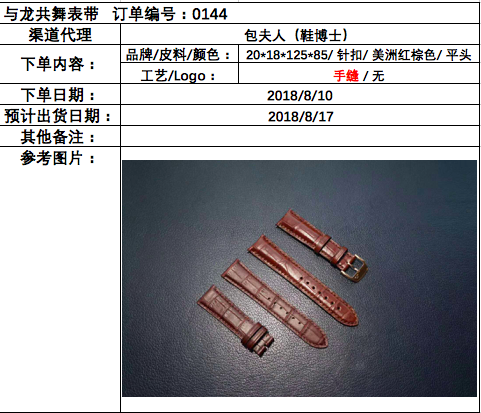 与龙共舞表带 订单编号：0144
渠道代理 包夫人（鞋博士）
下单内容： 品牌/皮料/颜色： 20*18*125*85/ 针扣/ 美洲红棕色/ 平头
工艺/Logo： 手缝 / 无
下单日期： 2018/8/10
预计出货日期： 2018/8/17
其他备注：
参考图片：